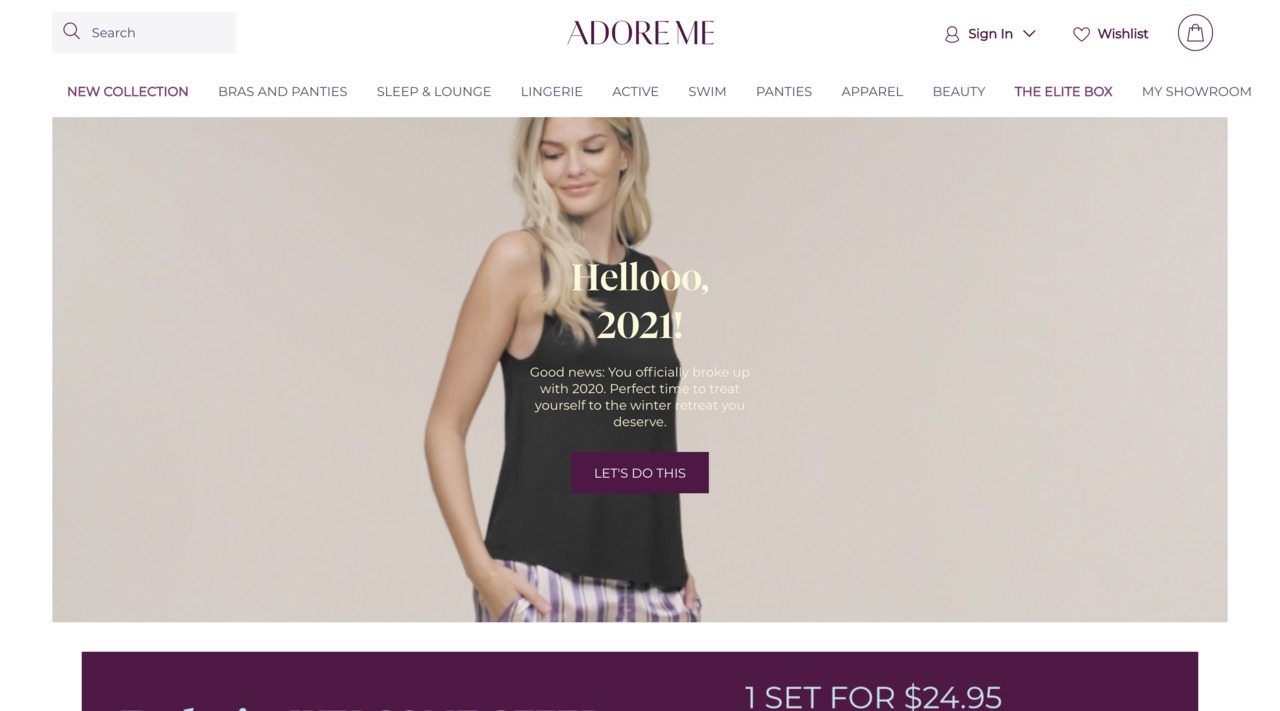 Search
ADORE ME
Sign In
Wishlist
NEW COLLECTION BRAS AND PANTIES SLEEP & LOUNGE LINGERIE ACTIVE SWIM PANTIES APPAREL BEAUTY THE ELITE BOX MY SHOWROOM
Hellooo,
2021!
Good news: You officially broke up
with 2020. Perfect time to treat
yourself to the winter retreat you
deserve.
LET'S DO THIS
1 SET FOR $24.95